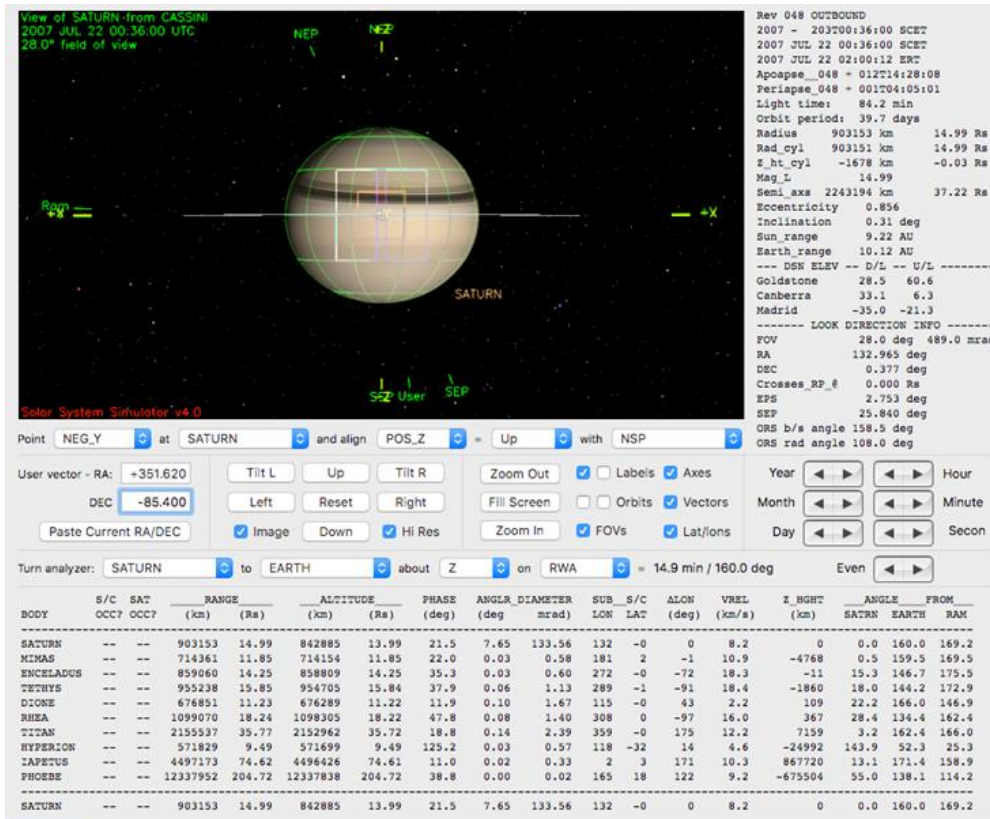 View of SATURN from CASSINI
2007 JUL 22 00:36:00 UTC
28.0° field of view
NEP
NSP
Z
Ram
+X
+X
-Y
SATURN
Z
User
SEP
Solar System Simulator v4.0
Rev 048 OUTBOUND
2007 - 203T00:36:00 SCET
2007 JUL 22 00:36:00 SCET
2007 JUL 22 02:00:12 ERT
Apoapse__048 + 012T14:28:08
Periapse_048 + 001T04:05:01
Light time: 84.2 min
Orbit period: 39.7 days
Radius 903153 km 14.99 Rs
Rad_cyl 903151 km 14.99 Rs
Z_ht_cyl -1678 km -0.03 Rs
Mag_L 14.99
Semi_axs 2243194 km 37.22 Rs
Eccentricity 0.856
Inclination 0.31 deg
Sun_range 9.22 AU
Earth_range 10.12 AU
--- DSN ELEV -- D/L -- U/L -------
Goldstone 28.5 60.6
Canberra 33.1 6.3
Madrid -35.0 -21.3
------- LOOK DIRECTION INFO ------
FOV 28.0 deg 489.0 mrad
RA 132.965 deg
DEC 0.377 deg
Crosses_RP_@ 0.000 Rs
EPS 2.753 deg
SEP 25.840 deg
ORS b/s angle 158.5 deg
ORS rad angle 108.0 deg
Point NEG_Y at SATURN and align POS_Z = Up with NSP
User vector - RA: +351.620 Tilt L Up Tilt R Zoom Out Labels Axes Year Hour
DEC -85.400 Left Reset Right Fill Screen Orbits Vectors Month Minute
Paste Current RA/DEC Image Down Hi Res Zoom In FOVs Lat/lons Day Secon
Turn analyzer: SATURN to EARTH about Z on RWA = 14.9 min / 160.0 deg Even
S/C SAT RANGE ALTITUDE PHASE ANGLR_DIAMETER SUB_S/C ΔLON VREL Z_HGHT ANGLE FROM
BODY OCC? OCC? (km) (Rs) (km) (Rs) (deg) (deg) mrad) LON LAT (deg) (km/s) (km) SATRN EARTH RAM
SATURN -- -- 903153 14.99 842885 13.99 21.5 7.65 133.56 132 -0 0 8.2 0 0.0 160.0 169.2
MIMAS -- -- 714361 11.85 714154 11.85 22.0 0.03 0.58 181 2 -1 10.9 -4768 0.5 159.5 169.5
ENCELADUS -- -- 859060 14.25 858809 14.25 35.3 0.03 0.60 272 -0 -72 18.3 -11 15.3 146.7 175.5
TETHYS -- -- 955238 15.85 954705 15.84 37.9 0.06 1.13 289 -1 -91 18.4 -1860 18.0 144.2 172.9
DIONE -- -- 676851 11.23 676289 11.22 11.9 0.10 1.67 115 -0 43 2.2 109 22.2 166.0 146.9
RHEA -- -- 1099070 18.24 1098305 18.22 47.8 0.08 1.40 308 0 -97 16.0 367 28.4 134.4 162.4
TITAN -- -- 2155537 35.77 2152962 35.72 18.8 0.14 2.39 359 -0 175 12.2 7159 3.2 162.4 166.0
HYPERION -- -- 571829 9.49 571699 9.49 125.2 0.03 0.57 118 -32 14 4.6 -24992 143.9 52.3 25.3
IAPETUS -- -- 4497173 74.62 4496426 74.61 11.0 0.02 0.33 2 3 171 10.3 867720 13.1 171.4 158.9
PHOEBE -- -- 12337952 204.72 12337838 204.72 38.8 0.00 0.02 165 18 122 9.2 -675504 55.0 138.1 114.2
SATURN -- -- 903153 14.99 842885 13.99 21.5 7.65 133.56 132 -0 0 8.2 0 0.0 160.0 169.2